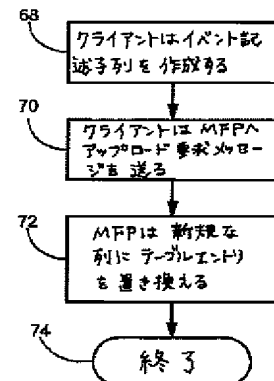 68
クライアントはイベント記
述子列を作成する
70
クライアントはMFPへ
アップロード要求メッセー
ジを送る
72
MFPは新規な
列にテーブルエントリ
を置き換える
74
終了